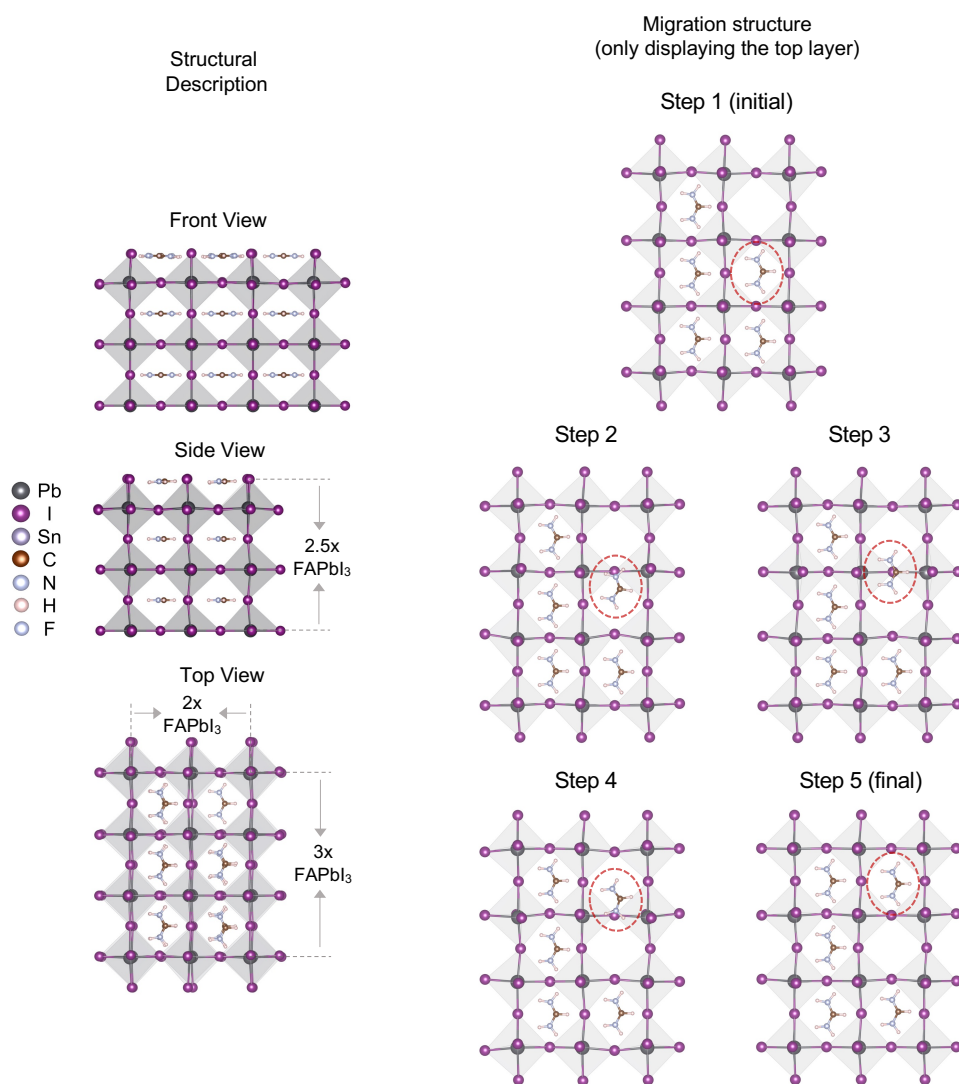 Structural
Description
Front View
Side View
Pb
I
Sn
C
N
H
F
2.5x
FAPbI₃
Top View
2x
FAPbI₃
3x
FAPbI₃
Migration structure
(only displaying the top layer)
Step 1 (initial)
Step 2
Step 3
Step 4
Step 5 (final)